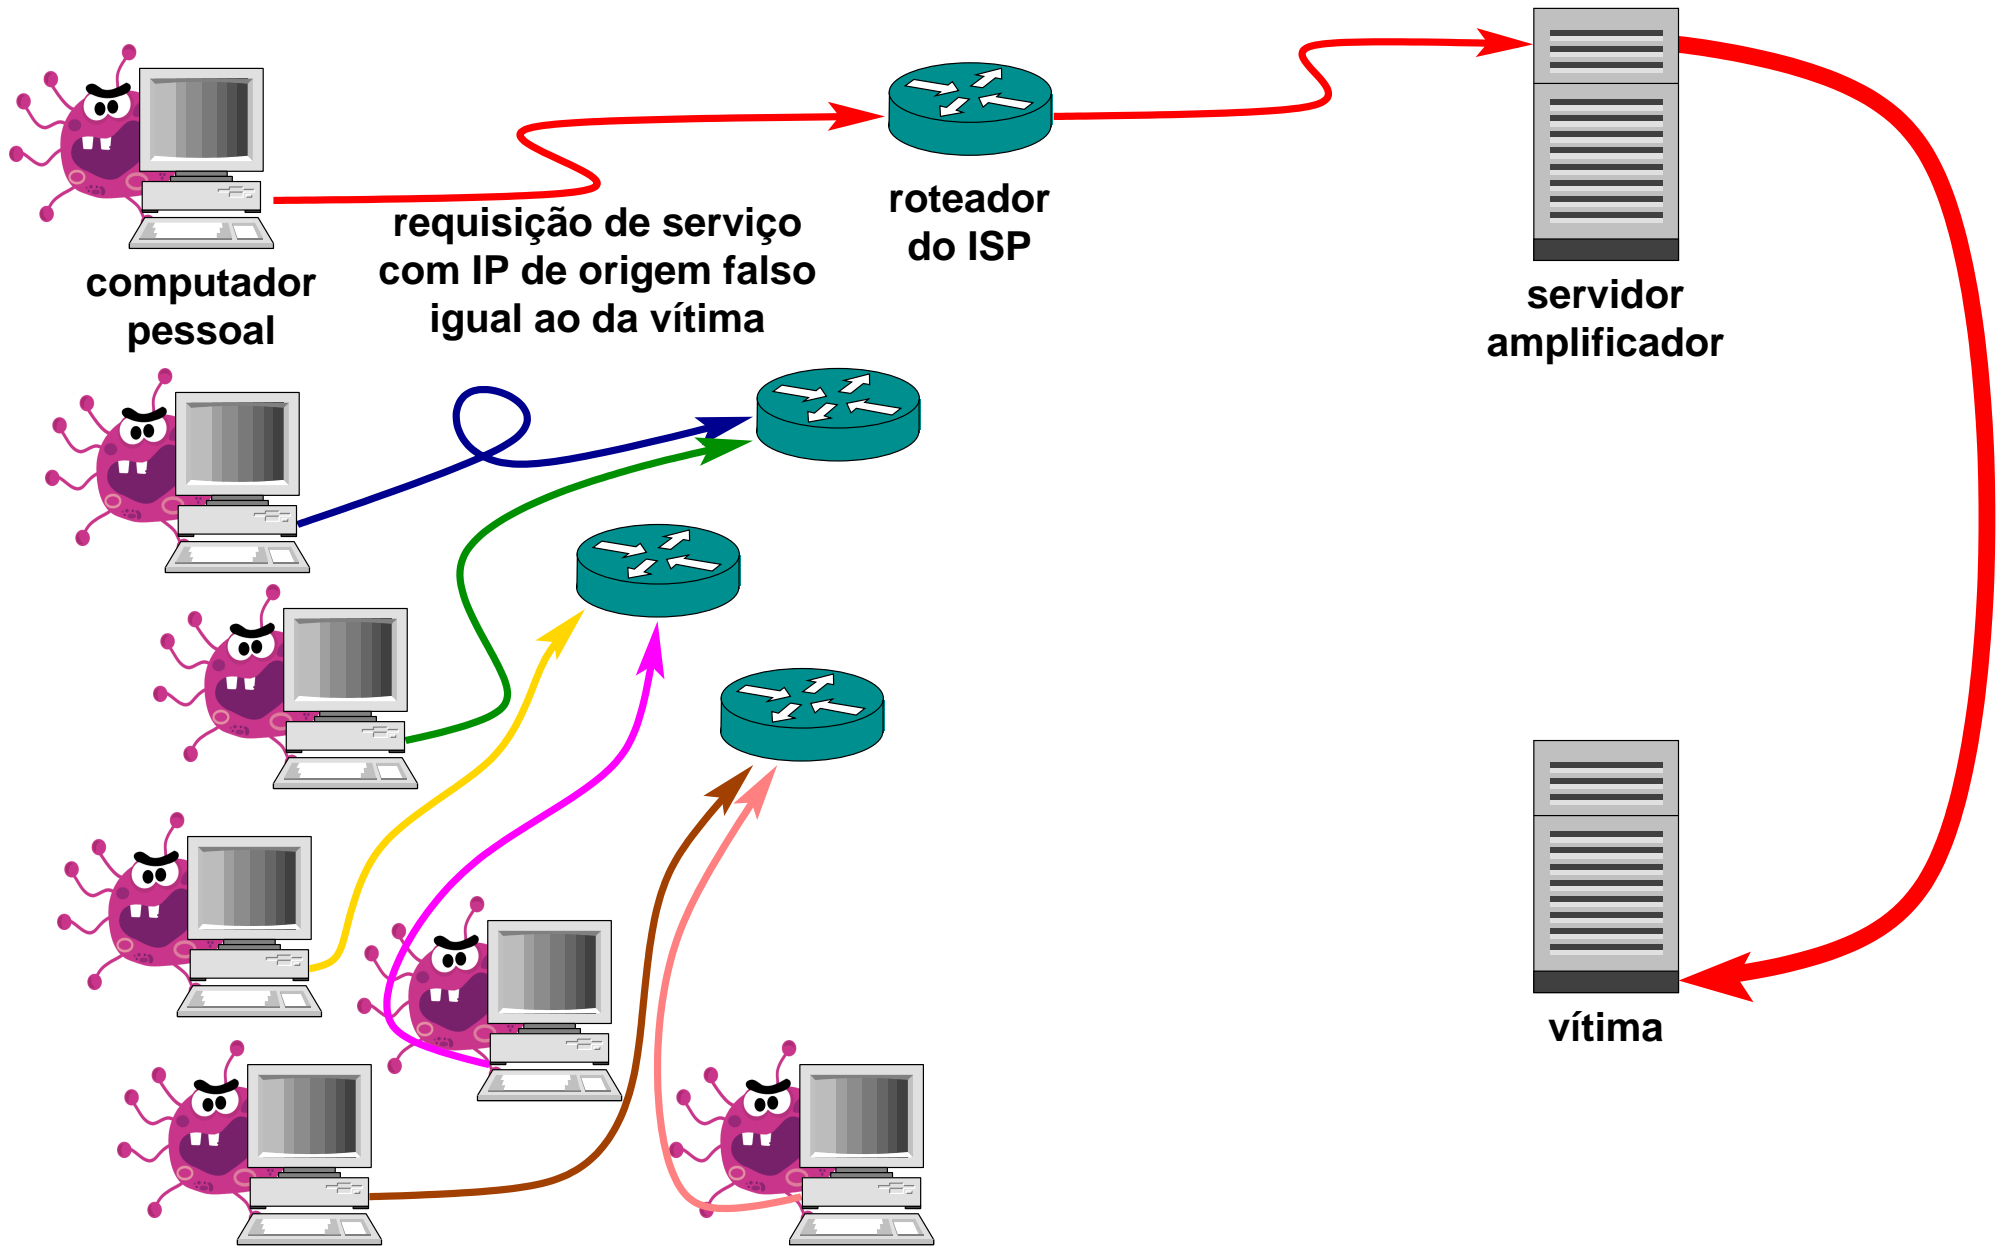 computador
pessoal
requisição de serviço
com IP de origem falso
igual ao da vítima
roteador
do ISP
servidor
amplificador
vítima